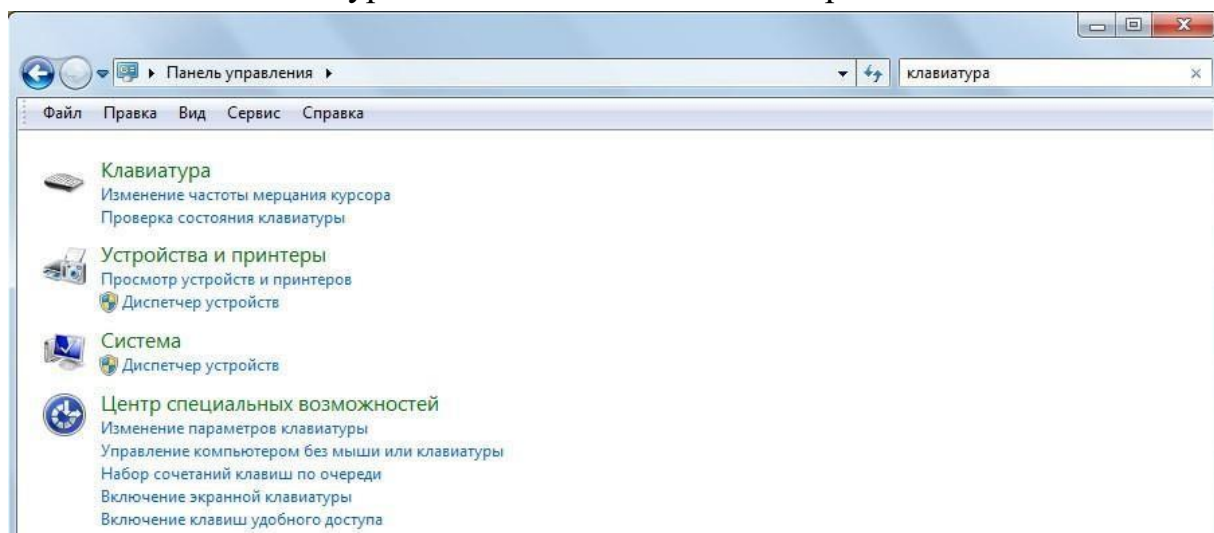 Панель управления
клавиатура
Файл Правка Вид Сервис Справка
Клавиатура
Изменение частоты мерцания курсора
Проверка состояния клавиатуры
Устройства и принтеры
Просмотр устройств и принтеров
Диспетчер устройств
Система
Диспетчер устройств
Центр специальных возможностей
Изменение параметров клавиатуры
Управление компьютером без мыши или клавиатуры
Набор сочетаний клавиш по очереди
Включение экранной клавиатуры
Включение клавиш удобного доступа